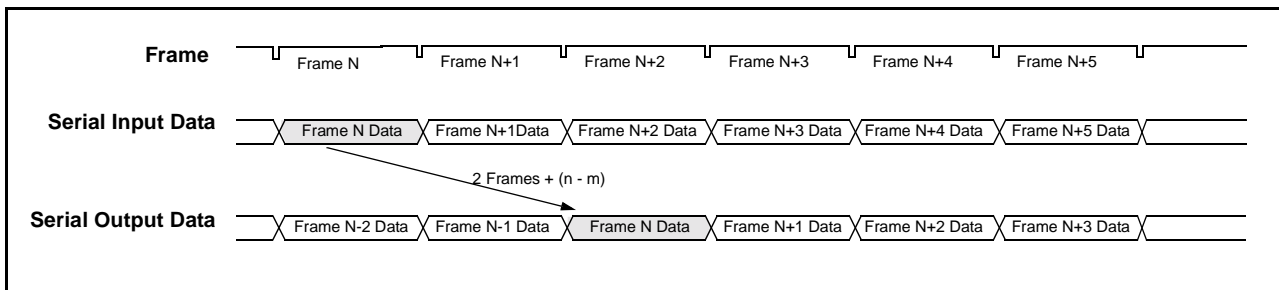 Frame
Frame N
Frame N+1
Frame N+2
Frame N+3
Frame N+4
Frame N+5
Serial Input Data
Frame N Data
Frame N+1Data
Frame N+2 Data
Frame N+3 Data
Frame N+4 Data
Frame N+5 Data
2 Frames + (n - m)
Serial Output Data
Frame N-2 Data
Frame N-1 Data
Frame N Data
Frame N+1 Data
Frame N+2 Data
Frame N+3 Data